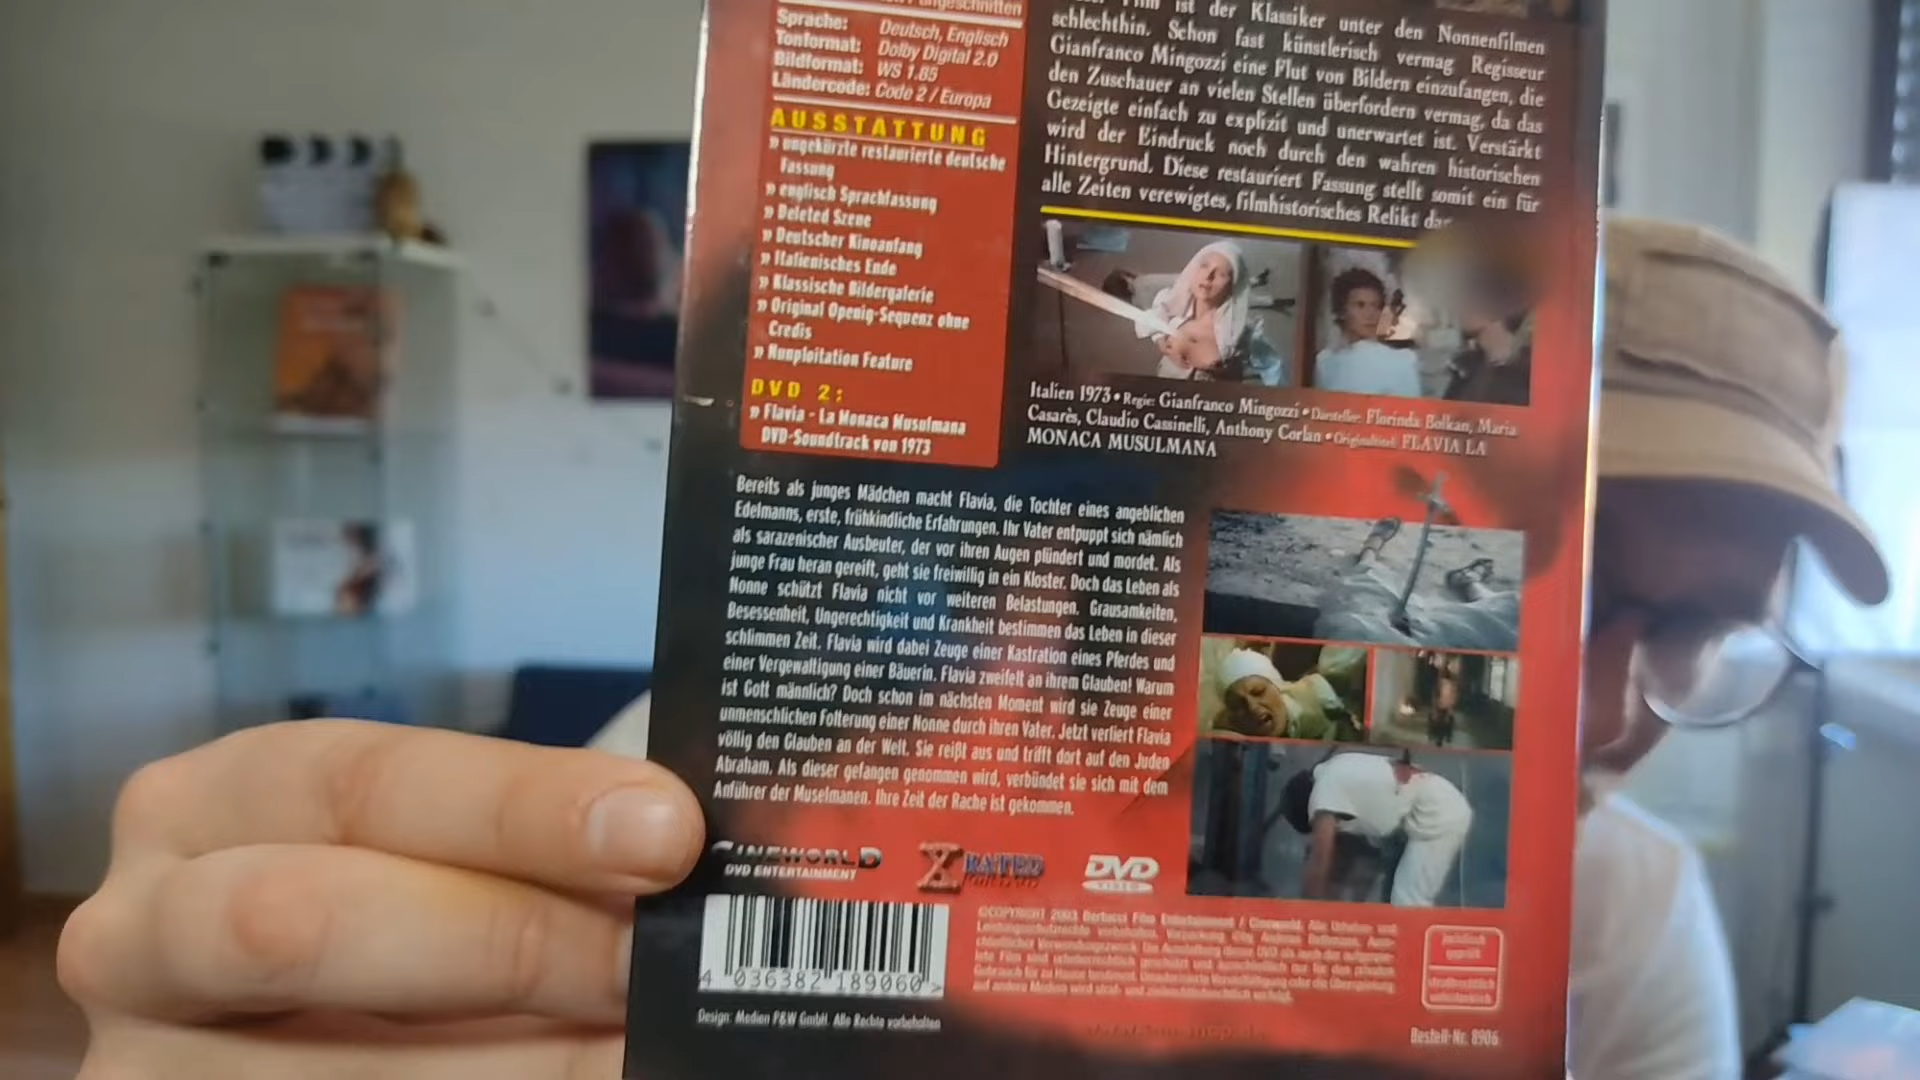 Sprache: Deutsch, Englisch
Tonformat: Dolby Digital 2.0
Bildformat: WS 1.85
Ländercode: Code 2 / Europa
AUSSTATTUNG
» ungekürzte restaurierte deutsche
Fassung
» englisch Sprachfassung
» Deleted Szene
» Deutscher Kinoanfang
» Italienisches Ende
» Klassische Bildergalerie
» Original Openig-Sequenz ohne
Credis
» Nunploitation Feature
DVD 2:
» Flavia - La Monaca Musulmana
DVD-Soundtrack von 1973
Film ist der Klassiker unter den Nonnenfilmen
schlechthin. Schon fast künstlerisch vermag Regisseur
Gianfranco Mingozzi eine Flut von Bildern einzufangen, die
den Zuschauer an vielen Stellen überfordern vermag, da das
Gezeigte einfach zu explizit und unerwartet ist. Verstärkt
wird der Eindruck noch durch den wahren historischen
Hintergrund. Diese restauriert Fassung stellt somit ein für
alle Zeiten verewigtes, filmhistorisches Relikt dar
Italien 1973 • Regie: Gianfranco Mingozzi • Darsteller: Florinda Bolkan, Maria
Casarès, Claudio Cassinelli, Anthony Corlan • Originaltitel: FLAVIA LA
MONACA MUSULMANA
Bereits als junges Mädchen macht Flavia, die Tochter eines angeblichen
Edelmanns, erste, frühkindliche Erfahrungen. Ihr Vater entpuppt sich nämlich
als sarazenischer Ausbeuter, der vor ihren Augen plündert und mordet. Als
junge Frau heran gereift, geht sie freiwillig in ein Kloster. Doch das Leben als
Nonne schützt Flavia nicht vor weiteren Belastungen. Grausamkeiten,
Besessenheit, Ungerechtigkeit und Krankheit bestimmen das Leben in dieser
schlimmen Zeit. Flavia wird dabei Zeuge einer Kastration eines Pferdes und
einer Vergewaltigung einer Bäuerin. Flavia zweifelt an ihrem Glauben! Warum
ist Gott männlich? Doch schon im nächsten Moment wird sie Zeuge einer
unmenschlichen Folterung einer Nonne durch ihren Vater. Jetzt verliert Flavia
völlig den Glauben an der Welt. Sie reißt aus und trifft dort auf den Juden
Abraham. Als dieser gefangen genommen wird, verbündet sie sich mit dem
Anführer der Muselmanen. Ihre Zeit der Rache ist gekommen.
CINEWORLD
DVD ENTERTAINMENT
X RATED
DVD
VIDEO
4 036382 189060 >
©COPYRIGHT 2003
Design: Medien P&W GmbH. Alle Rechte vorbehalten
Bestell-Nr. 8906